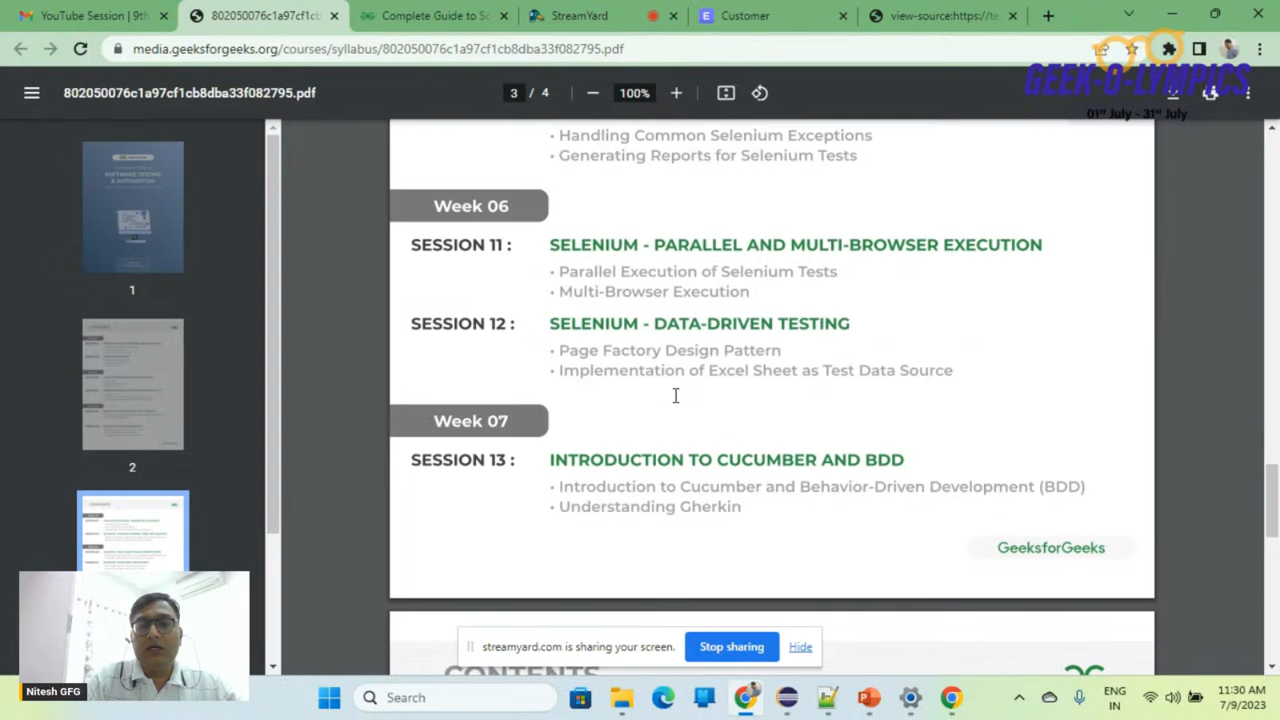 YouTube Session | 9th
802050076c1a97cf1cb
Complete Guide to So
StreamYard
Customer
view-source:https://te
media.geeksforgeeks.org/courses/syllabus/802050076c1a97cf1cb8dba33f082795.pdf
802050076c1a97cf1cb8dba33f082795.pdf
3 / 4
100%
GEEK-O-LYMPICS
01st July - 31st July
SOFTWARE TESTING
& AUTOMATION
1
2
• Handling Common Selenium Exceptions
• Generating Reports for Selenium Tests
Week 06
SESSION 11 : SELENIUM - PARALLEL AND MULTI-BROWSER EXECUTION
• Parallel Execution of Selenium Tests
• Multi-Browser Execution
SESSION 12 : SELENIUM - DATA-DRIVEN TESTING
• Page Factory Design Pattern
• Implementation of Excel Sheet as Test Data Source
Week 07
SESSION 13 : INTRODUCTION TO CUCUMBER AND BDD
• Introduction to Cucumber and Behavior-Driven Development (BDD)
• Understanding Gherkin
GeeksforGeeks
streamyard.com is sharing your screen. Stop sharing Hide
CONTENTS
Nitesh GFG
Search
ENG
IN
11:30 AM
7/9/2023